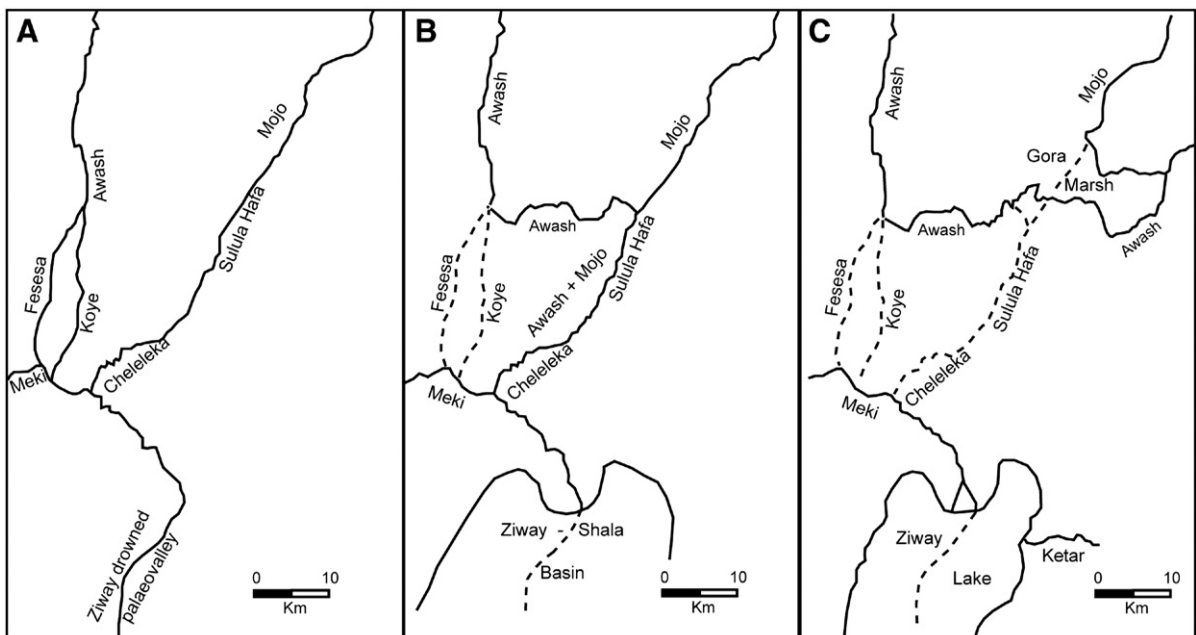 A
Mojo
Awash
Sulula Hafa
Fesesa
Koye
Cheleleka
Meki
Ziway drowned
palaeovalley
0 10
Km
B
Awash
Mojo
Awash
Fesesa
Koye
Awash + Mojo
Sulula Hafa
Cheleleka
Meki
Ziway - Shala
Basin
0 10
Km
C
Mojo
Awash
Gora
Marsh
Awash
Awash
Fesesa
Koye
Sulula Hafa
Cheleleka
Meki
Ziway
Lake
Ketar
0 10
Km